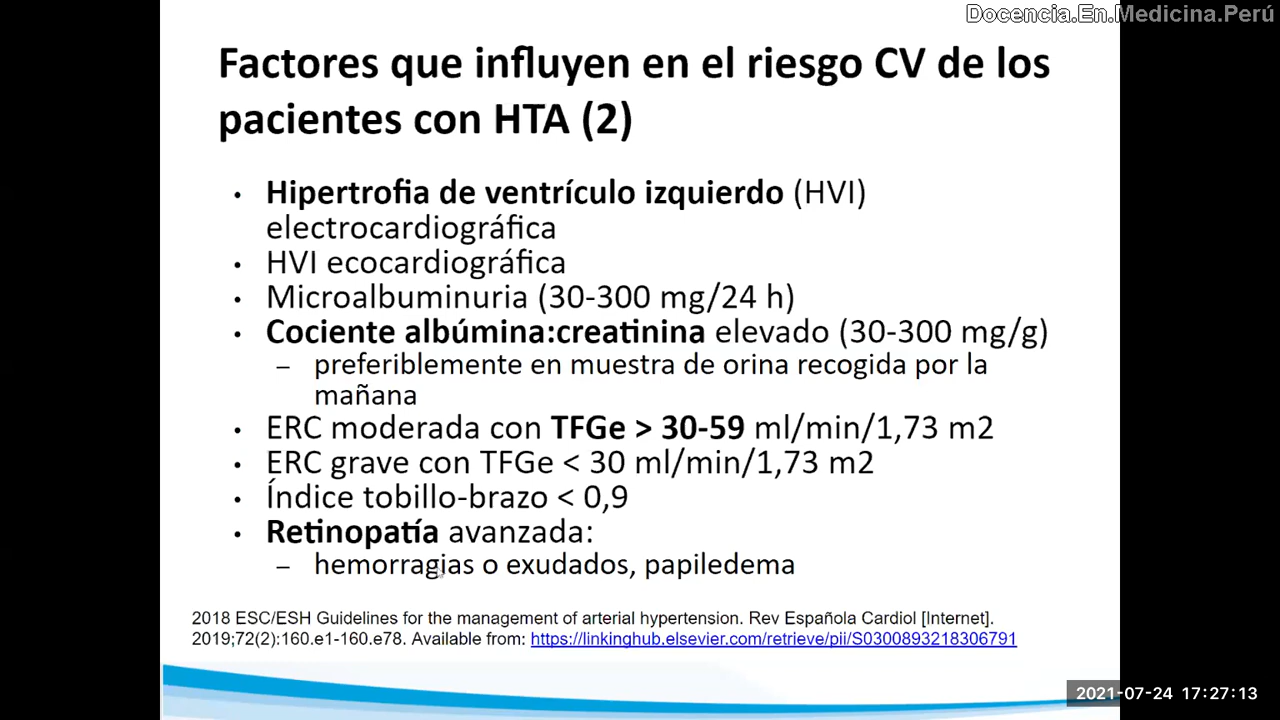 Docencia.En.Medicina.Perú
Factores que influyen en el riesgo CV de los
pacientes con HTA (2)
• Hipertrofia de ventrículo izquierdo (HVI)
electrocardiográfica
• HVI ecocardiográfica
• Microalbuminuria (30-300 mg/24 h)
• Cociente albúmina:creatinina elevado (30-300 mg/g)
– preferiblemente en muestra de orina recogida por la
mañana
• ERC moderada con TFGe > 30-59 ml/min/1,73 m2
• ERC grave con TFGe < 30 ml/min/1,73 m2
• Índice tobillo-brazo < 0,9
• Retinopatía avanzada:
– hemorragias o exudados, papiledema
2018 ESC/ESH Guidelines for the management of arterial hypertension. Rev Española Cardiol [Internet].
2019;72(2):160.e1-160.e78. Available from: https://linkinghub.elsevier.com/retrieve/pii/S0300893218306791
2021-07-24 17:27:13